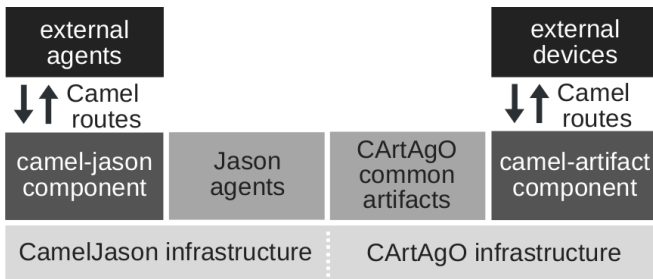 external
agents
external
devices
Camel
routes
Camel
routes
camel-jason
component
Jason
agents
CArtAgO
common
artifacts
camel-artifact
component
CamelJason infrastructure
CArtAgO infrastructure